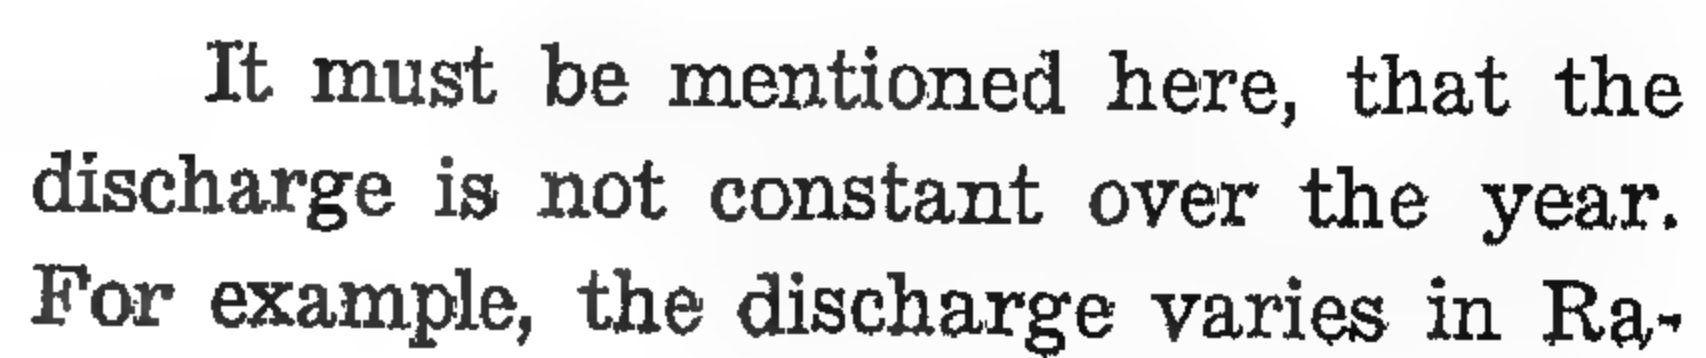 It must be mentioned here, that the
discharge is not constant over the year.
For example, the discharge varies in Ra-